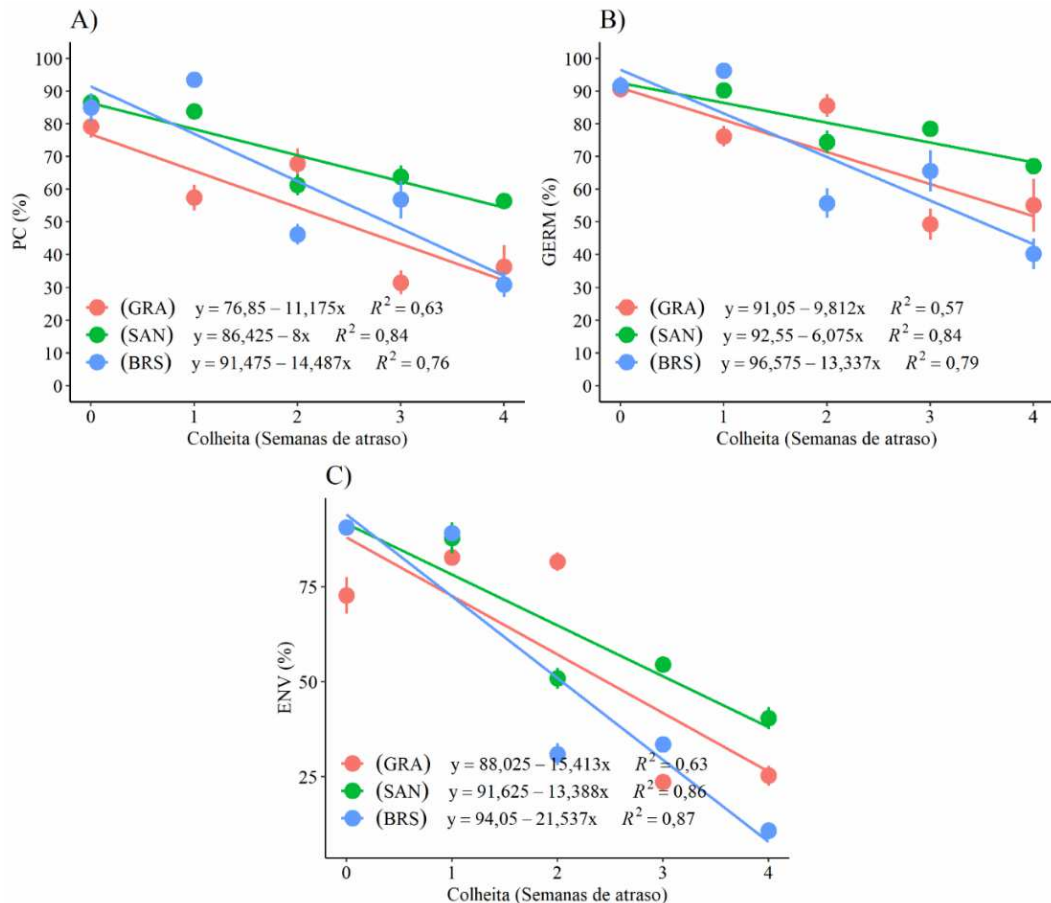 A)
100
90
80
70
60
50
40
30
20
10
0
PC (%)
(GRA) y = 76,85 – 11,175x R² = 0,63
(SAN) y = 86,425 – 8x R² = 0,84
(BRS) y = 91,475 – 14,487x R² = 0,76
0 1 2 3 4
Colheita (Semanas de atraso)
B)
100
90
80
70
60
50
40
30
20
10
0
GERM (%)
(GRA) y = 91,05 – 9,812x R² = 0,57
(SAN) y = 92,55 – 6,075x R² = 0,84
(BRS) y = 96,575 – 13,337x R² = 0,79
0 1 2 3 4
Colheita (Semanas de atraso)
C)
75
50
25
ENV (%)
(GRA) y = 88,025 – 15,413x R² = 0,63
(SAN) y = 91,625 – 13,388x R² = 0,86
(BRS) y = 94,05 – 21,537x R² = 0,87
0 1 2 3 4
Colheita (Semanas de atraso)